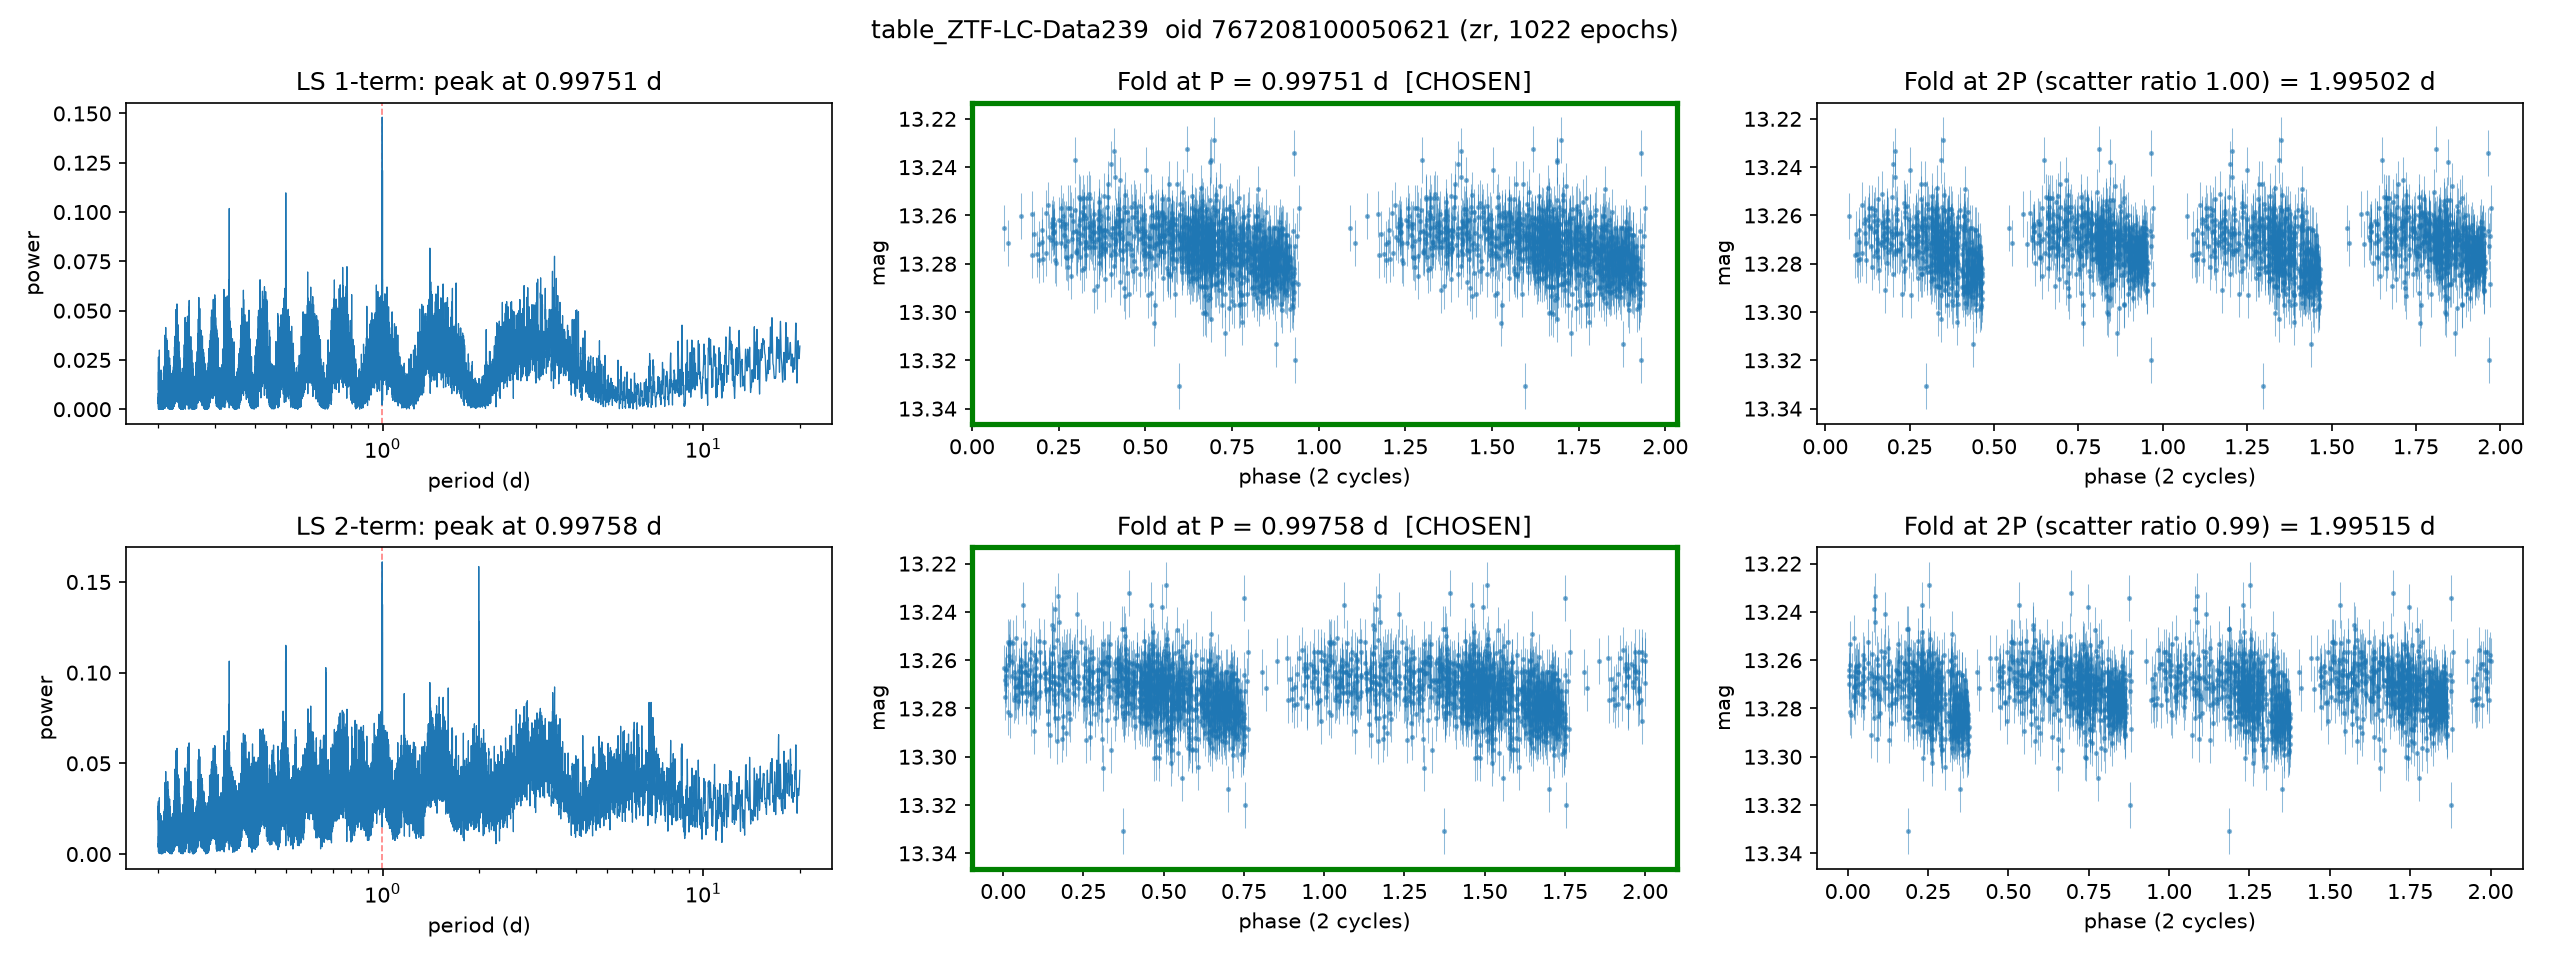 table_ZTF-LC-Data239 oid 767208100050621 (zr, 1022 epochs)
LS 1-term: peak at 0.99751 d
0.150
0.125
0.100
0.075
0.050
0.025
0.000
power
10⁰
10¹
period (d)
Fold at P = 0.99751 d [CHOSEN]
13.22
13.24
13.26
13.28
13.30
13.32
13.34
mag
0.00 0.25 0.50 0.75 1.00 1.25 1.50 1.75 2.00
phase (2 cycles)
Fold at 2P (scatter ratio 1.00) = 1.99502 d
13.22
13.24
13.26
13.28
13.30
13.32
13.34
mag
0.00 0.25 0.50 0.75 1.00 1.25 1.50 1.75 2.00
phase (2 cycles)
LS 2-term: peak at 0.99758 d
0.15
0.10
0.05
0.00
power
10⁰
10¹
period (d)
Fold at P = 0.99758 d [CHOSEN]
13.22
13.24
13.26
13.28
13.30
13.32
13.34
mag
0.00 0.25 0.50 0.75 1.00 1.25 1.50 1.75 2.00
phase (2 cycles)
Fold at 2P (scatter ratio 0.99) = 1.99515 d
13.22
13.24
13.26
13.28
13.30
13.32
13.34
mag
0.00 0.25 0.50 0.75 1.00 1.25 1.50 1.75 2.00
phase (2 cycles)